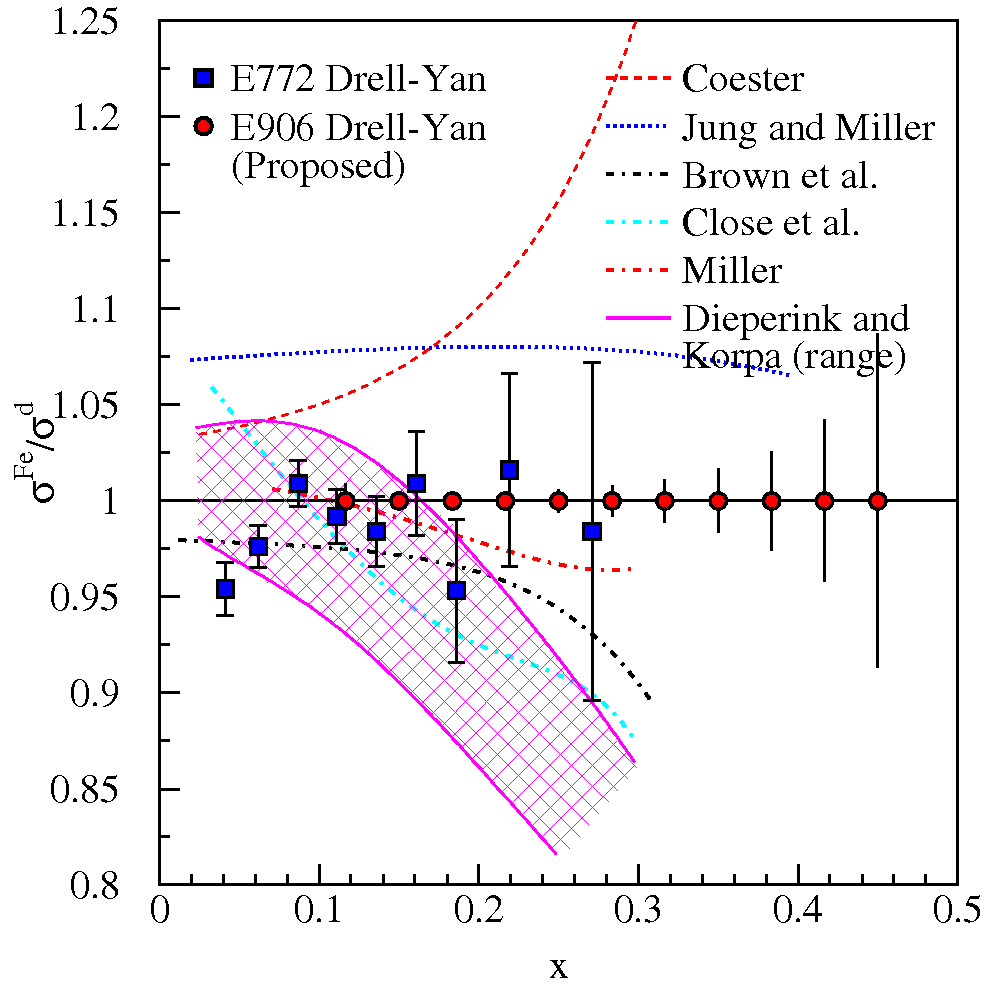 1.25
1.2
1.15
1.1
1.05
1
0.95
0.9
0.85
0.8
σFe/σd
E772 Drell-Yan
E906 Drell-Yan
(Proposed)
Coester
Jung and Miller
Brown et al.
Close et al.
Miller
Dieperink and
Korpa (range)
0 0.1 0.2 0.3 0.4 0.5
x